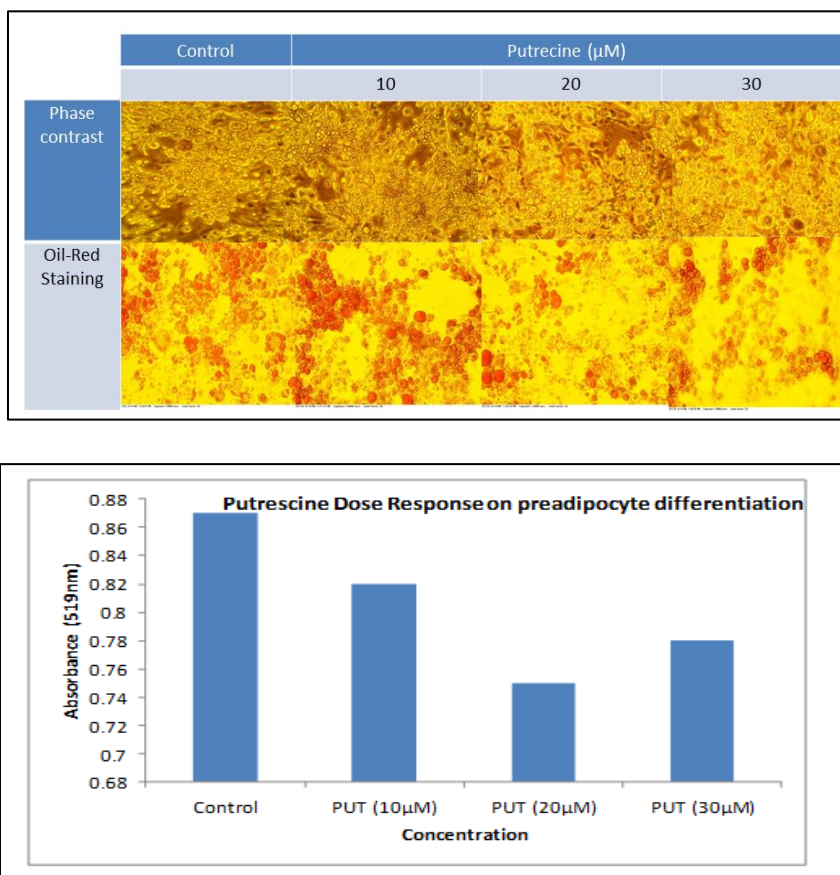 Control Putrecine (µM)
10 20 30
Phase
contrast
Oil-Red
Staining
Putrescine Dose Response on preadipocyte differentiation
0.88
0.86
0.84
0.82
0.8
0.78
0.76
0.74
0.72
0.7
0.68
Absorbance (519nm)
Control PUT (10µM) PUT (20µM) PUT (30µM)
Concentration